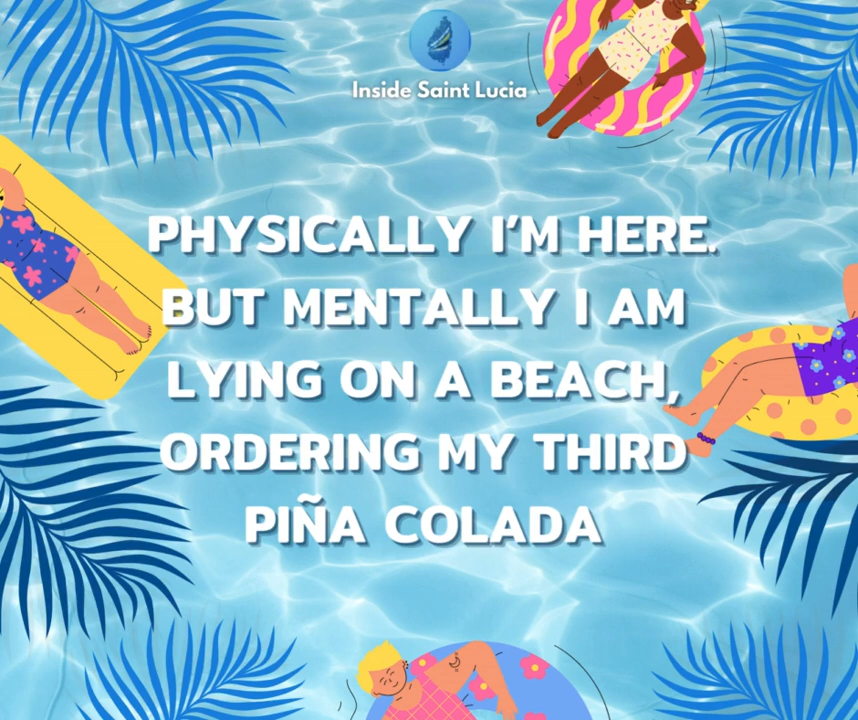 Inside Saint Lucia
PHYSICALLY I'M HERE.
BUT MENTALLY I AM
LYING ON A BEACH,
ORDERING MY THIRD
PIÑA COLADA